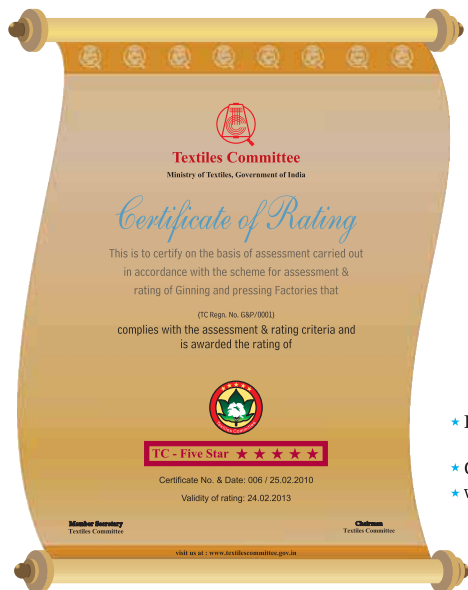 Textiles Committee
Ministry of Textiles, Government of India
Certificate of Rating
This is to certify on the basis of assessment carried out
in accordance with the scheme for assessment &
rating of Ginning and pressing Factories that
(TC Regn. No. G&P/0001)
complies with the assessment & rating criteria and
is awarded the rating of
Textiles Committee
TC - Five Star ★ ★ ★ ★ ★
Certificate No. & Date: 006 / 25.02.2010
Validity of rating: 24.02.2013
Member Secretary
Textiles Committee
Chairman
Textiles Committee
visit us at : www.textilescommittee.gov.in